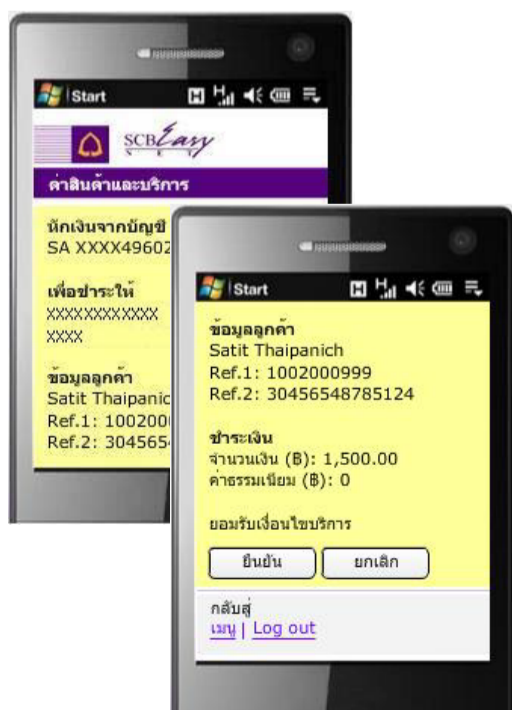 Start
SCB Easy
NET
ค่าสินค้าและบริการ
หักเงินจากบัญชี
SA XXXX49602
เพื่อชำระให้
XXXXXXXXXXXX
XXXX
ข้อมูลลูกค้า
Satit Thaipanic
Ref.1: 100200
Ref.2: 304565
Start
ข้อมูลลูกค้า
Satit Thaipanich
Ref.1: 1002000999
Ref.2: 30456548785124
ชำระเงิน
จำนวนเงิน (฿): 1,500.00
ค่าธรรมเนียม (฿): 0
ยอมรับเงื่อนไขบริการ
ยืนยัน ยกเลิก
กลับสู่
เมนู | Log out